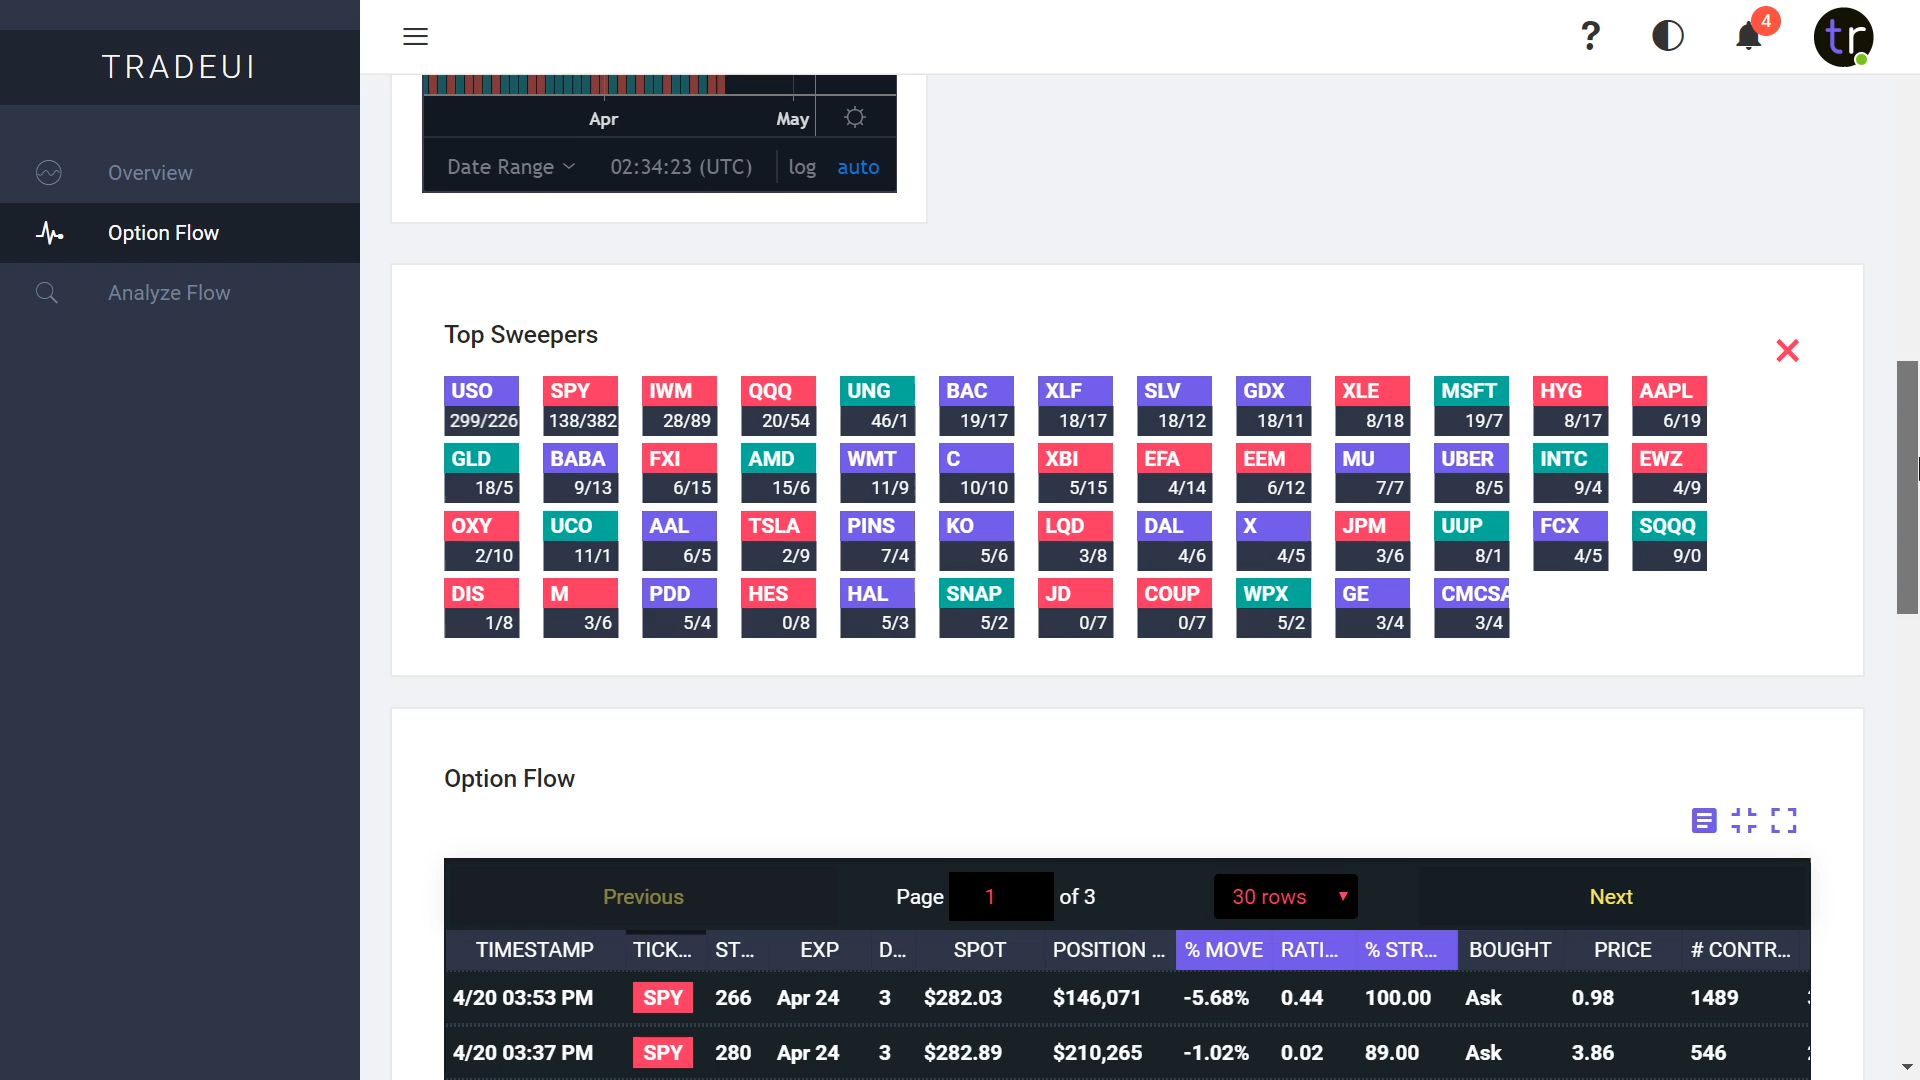 TRADEUI
?
4
tr
Overview
Option Flow
Analyze Flow
Apr May
Date Range 02:34:23 (UTC) log auto
Top Sweepers
USO SPY IWM QQQ UNG BAC XLF SLV GDX XLE MSFT HYG AAPL
299/226 138/382 28/89 20/54 46/1 19/17 18/17 18/12 18/11 8/18 19/7 8/17 6/19
GLD BABA FXI AMD WMT C XBI EFA EEM MU UBER INTC EWZ
18/5 9/13 6/15 15/6 11/9 10/10 5/15 4/14 6/12 7/7 8/5 9/4 4/9
OXY UCO AAL TSLA PINS KO LQD DAL X JPM UUP FCX SQQQ
2/10 11/1 6/5 2/9 7/4 5/6 3/8 4/6 4/5 3/6 8/1 4/5 9/0
DIS M PDD HES HAL SNAP JD COUP WPX GE CMCSA
1/8 3/6 5/4 0/8 5/3 5/2 0/7 0/7 5/2 3/4 3/4
Option Flow
Previous Page 1 of 3 30 rows Next
TIMESTAMP TICK... ST... EXP D... SPOT POSITION ... % MOVE RATI... % STR... BOUGHT PRICE # CONTR...
4/20 03:53 PM SPY 266 Apr 24 3 $282.03 $146,071 -5.68% 0.44 100.00 Ask 0.98 1489
4/20 03:37 PM SPY 280 Apr 24 3 $282.89 $210,265 -1.02% 0.02 89.00 Ask 3.86 546